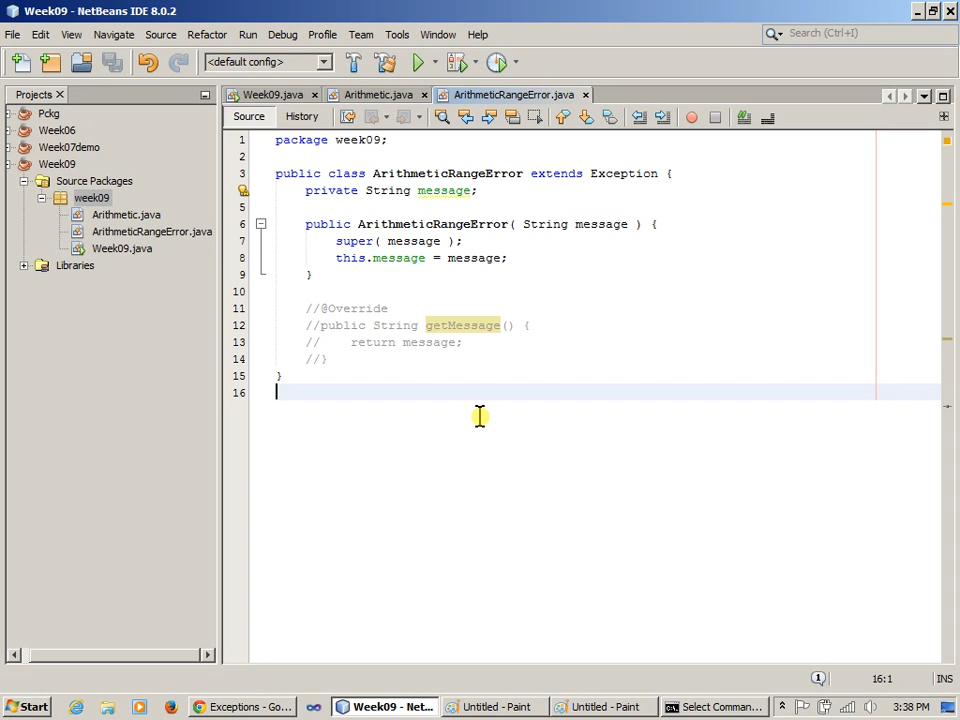 Week09 - NetBeans IDE 8.0.2
File Edit View Navigate Source Refactor Run Debug Profile Team Tools Window Help
Search (Ctrl+I)
<default config>
Projects
Week09.java Arithmetic.java ArithmeticRangeError.java
Source History
Pckg
Week06
Week07demo
Week09
Source Packages
week09
Arithmetic.java
ArithmeticRangeError.java
Week09.java
Libraries
1 package week09;
2
3 public class ArithmeticRangeError extends Exception {
private String message;
5
6 public ArithmeticRangeError( String message ) {
7 super( message );
8 this.message = message;
9 }
10
11 //@Override
12 //public String getMessage() {
13 // return message;
14 //}
15 }
16
1 16:1 INS
Start Exceptions - Go... Week09 - Net... Untitled - Paint Untitled - Paint Select Comman... 3:38 PM